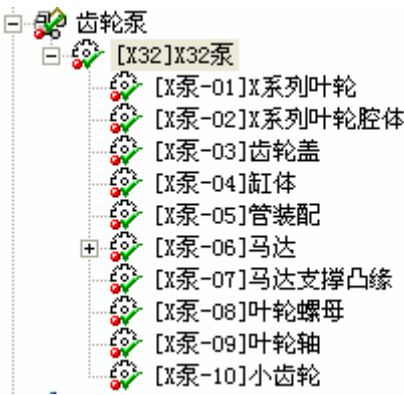 齿轮泵
[X32]X32泵
[X泵-01]X系列叶轮
[X泵-02]X系列叶轮腔体
[X泵-03]齿轮盖
[X泵-04]缸体
[X泵-05]管装配
[X泵-06]马达
[X泵-07]马达支撑凸缘
[X泵-08]叶轮螺母
[X泵-09]叶轮轴
[X泵-10]小齿轮